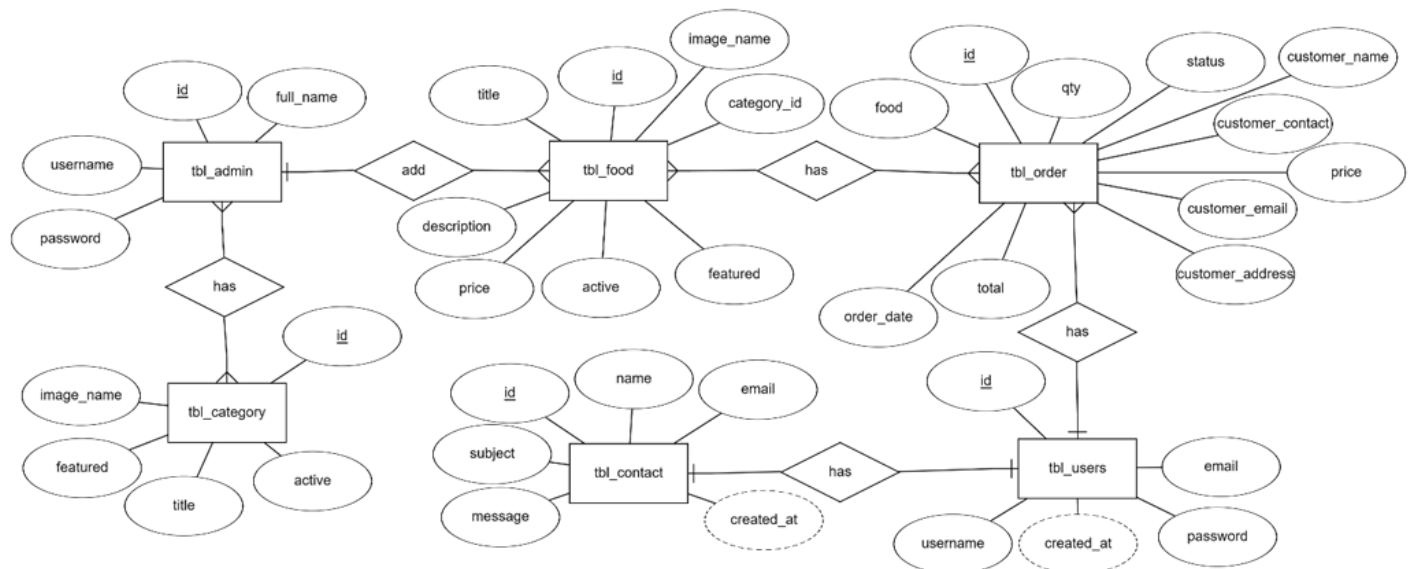 image_name
id
customer_name
id
status
title
id
full_name
qty
category_id
food
customer_contact
username
tbl_admin
add
tbl_food
has
tbl_order
price
customer_email
description
password
featured
customer_address
has
price
active
total
order_date
has
id
name
id
image_name
id
email
tbl_category
subject
tbl_contact
has
tbl_users
email
featured
active
title
message
created_at
username
created_at
password